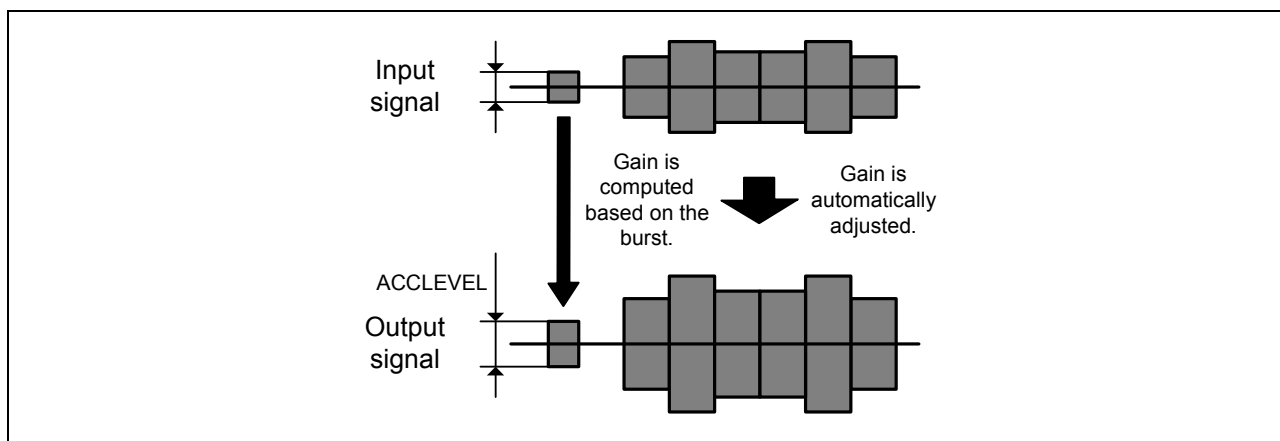 Input
signal
Gain is
computed
based on the
burst.
Gain is
automatically
adjusted.
ACCLEVEL
Output
signal